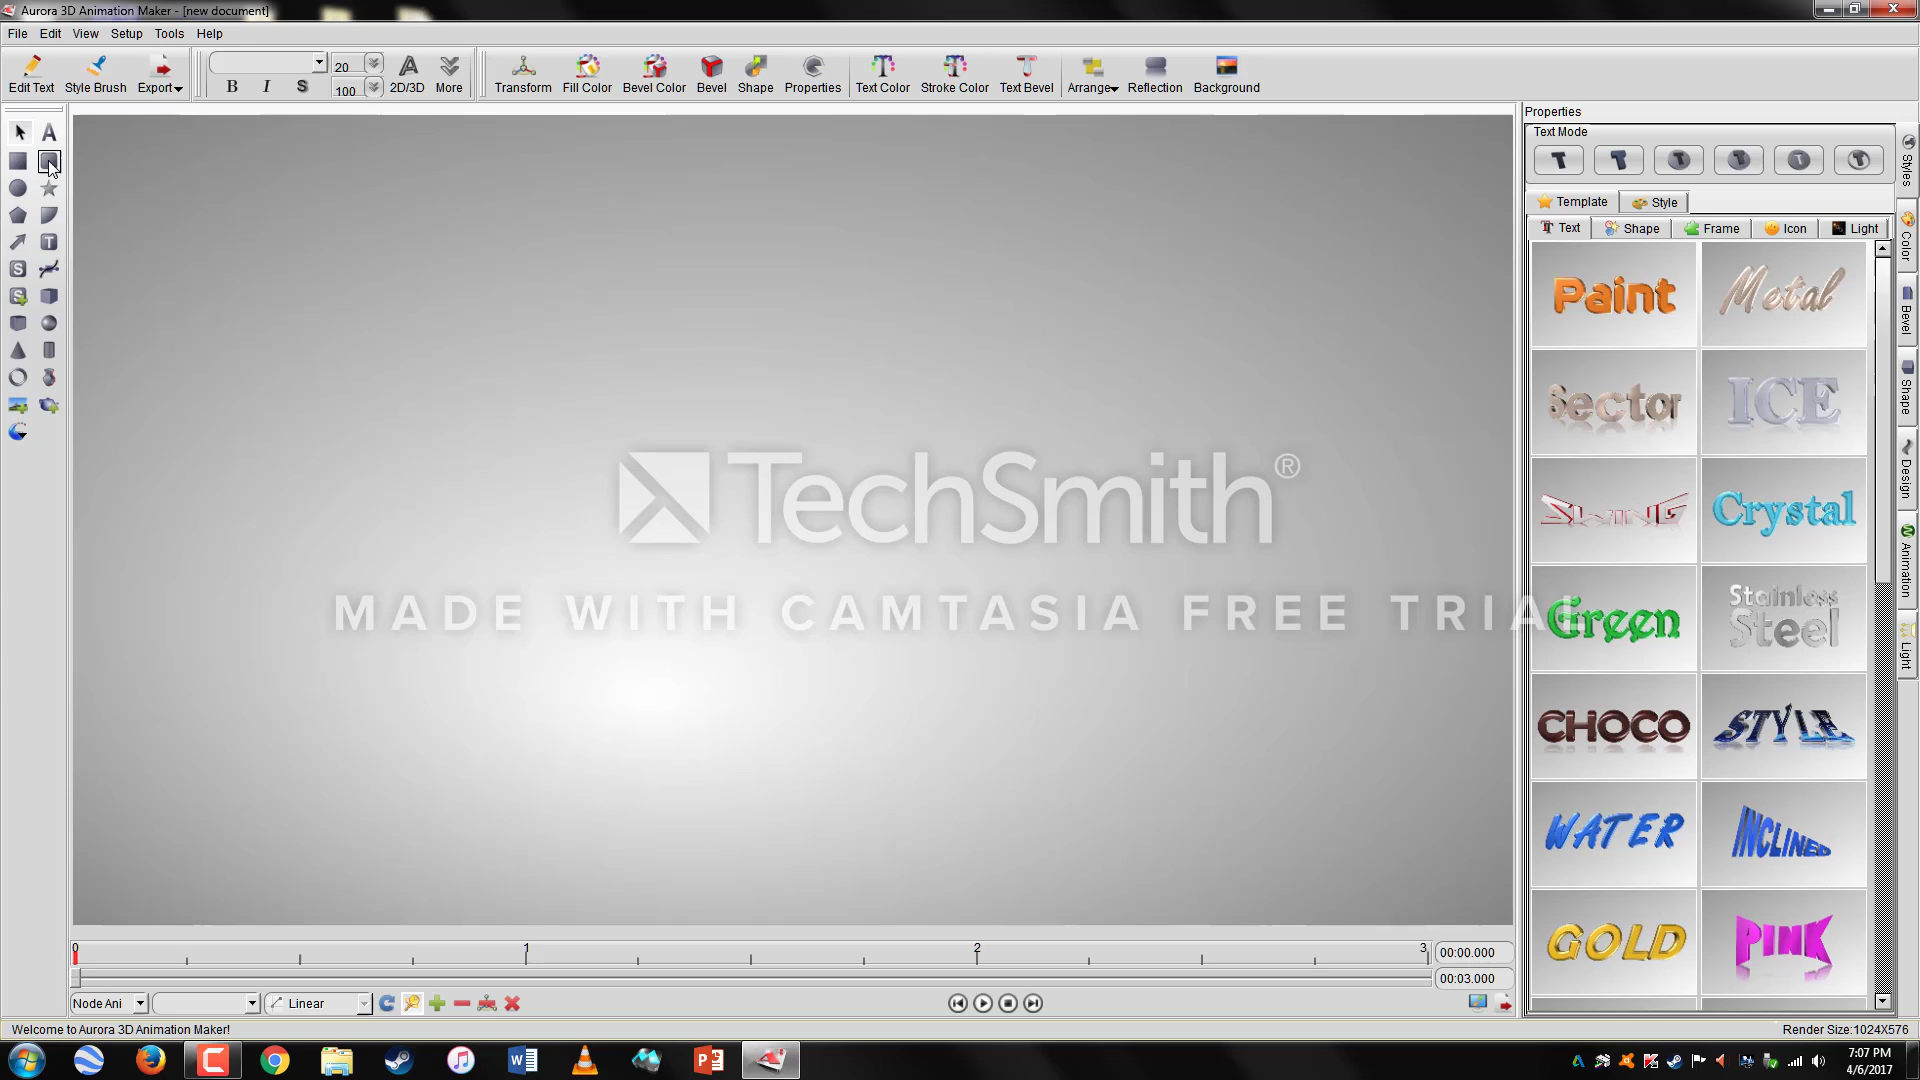 Aurora 3D Animation Maker - [new document]
File Edit View Setup Tools Help
Edit Text Style Brush Export
20
100
B I S
2D/3D More
Transform Fill Color Bevel Color Bevel Shape Properties Text Color Stroke Color Text Bevel Arrange Reflection Background
Properties
Text Mode
Template Style
Text Shape Frame Icon Light
Paint Metal
Sector ICE
SWING Crystal
Green Stainless Steel
CHOCO STYLE
WATER INCLINED
GOLD PINK
Styles
Color
Bevel
Shape
Design
Animation
Light
TechSmith®
MADE WITH CAMTASIA FREE TRIAL
0 1 2 3
00:00.000
00:03.000
Node Ani Linear
Welcome to Aurora 3D Animation Maker!
Render Size:1024X576
7:07 PM
4/6/2017